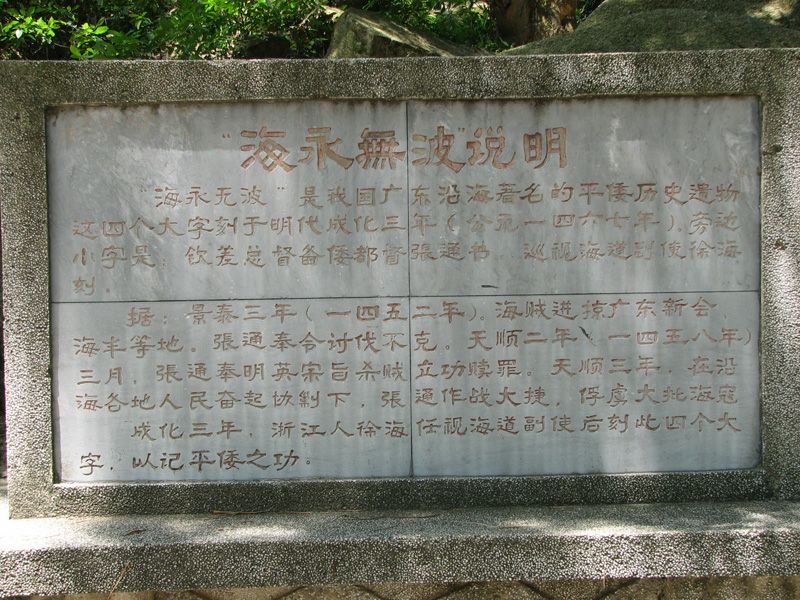 “海永無波”说明
“海永无波”是我国广东沿海著名的平倭历史遗物
这四个大字刻于明代成化三年（公元一四六七年），旁边
小字是：钦差总督备倭都督張通书。巡视海道副使徐海
刻。
据：景泰三年（一四五二年）。海贼进掠广东新会，
海丰等地。張通奉命讨伐不克。天顺二年（一四五八年）
三月，張通奉明英宗旨杀贼立功赎罪。天顺三年，在沿
海各地人民奋起协剿下，張通作战大捷，俘虏大批海寇
成化三年，浙江人徐海任视海道副使后刻此四个大
字，以记平倭之功。